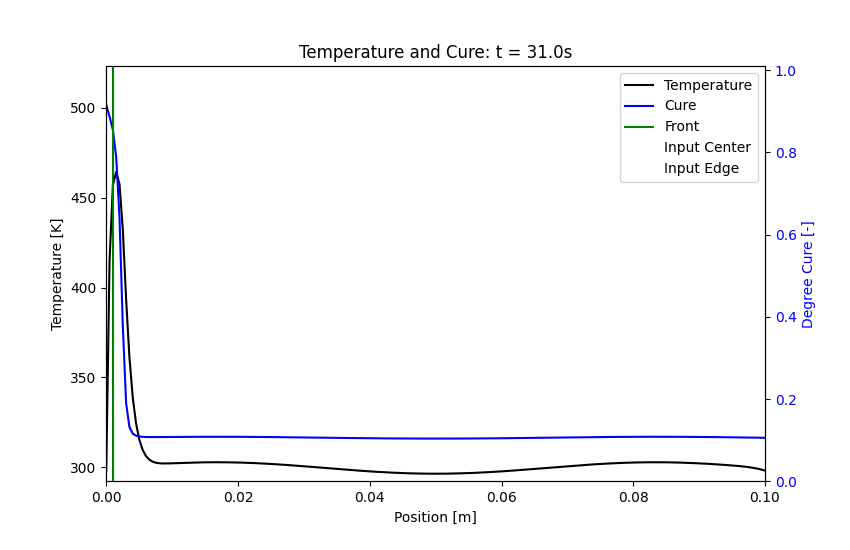 Temperature and Cure: t = 31.0s
Temperature
Cure
Front
Input Center
Input Edge
500
450
400
350
300
Temperature [K]
1.0
0.8
0.6
0.4
0.2
0.0
Degree Cure [-]
0.00
0.02
0.04
0.06
0.08
0.10
Position [m]